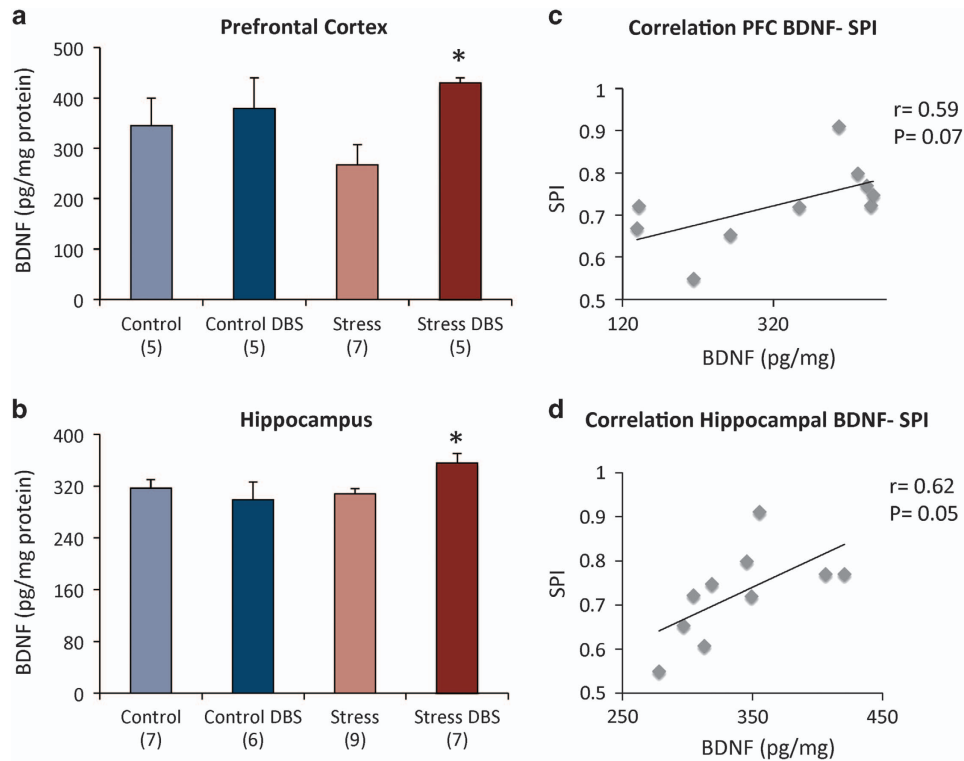 a
Prefrontal Cortex
BDNF (pg/mg protein)
500
400
300
200
100
0
*
Control
(5)
Control DBS
(5)
Stress
(7)
Stress DBS
(5)
c
Correlation PFC BDNF- SPI
SPI
1
0.9
0.8
0.7
0.6
0.5
r= 0.59
P= 0.07
120
320
BDNF (pg/mg)
b
Hippocampus
BDNF (pg/mg protein)
400
320
240
160
80
0
*
Control
(7)
Control DBS
(6)
Stress
(9)
Stress DBS
(7)
d
Correlation Hippocampal BDNF- SPI
SPI
1
0.9
0.8
0.7
0.6
0.5
r= 0.62
P= 0.05
250
350
450
BDNF (pg/mg)